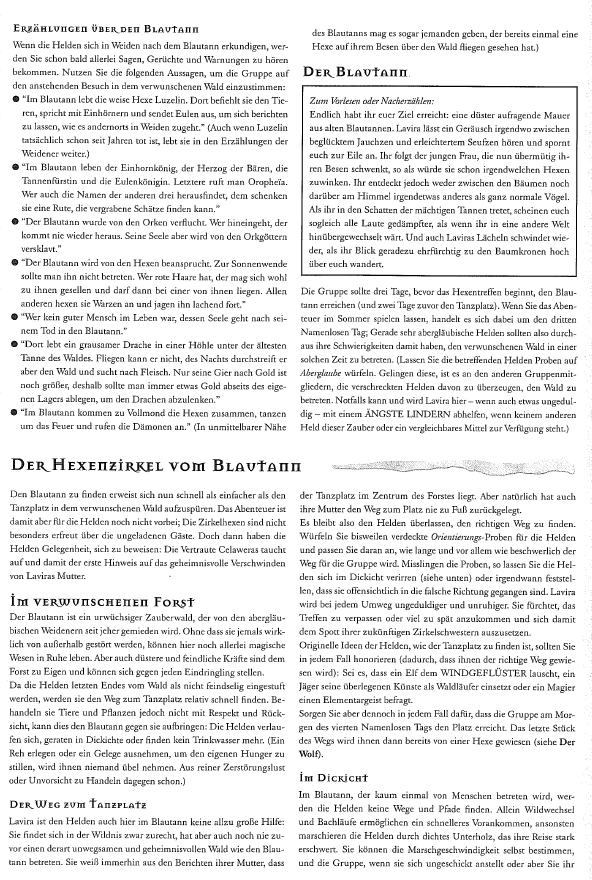 Erzählungen über den Blautann
Wenn die Helden sich in Weiden nach dem Blautann erkundigen, wer-
den Sie schon bald allerlei Sagen, Gerüchte und Warnungen zu hören
bekommen. Nutzen Sie die folgenden Aussagen, um die Gruppe auf
den anstehenden Besuch in dem verwunschenen Wald einzustimmen:
● "Im Blautann lebt die weise Hexe Luzelin. Dort befiehlt sie den Tie-
ren, spricht mit Einhörnern und sendet Eulen aus, um sich berichten
zu lassen, wie es andernorts in Weiden zugeht." (Auch wenn Luzelin
tatsächlich schon seit Jahren tot ist, lebt sie in den Erzählungen der
Weidener weiter.)
● "Im Blautann leben der Einhornkönig, der Herzog der Bären, die
Tannenfürstin und die Eulenkönigin. Letztere ruft man Oropheïa.
Wer auch die Namen der anderen drei herausfindet, dem schenken
sie eine Rute, die vergrabene Schätze finden kann."
● "Der Blautann wurde von den Orken verflucht. Wer hineingeht, der
kommt nie wieder heraus. Seine Seele aber wird von den Orkgöttern
versklavt."
● "Der Blautann wird von den Hexen beansprucht. Zur Sonnenwende
sollte man ihn nicht betreten. Wer rote Haare hat, der mag sich wohl
zu ihnen gesellen und darf dann bei einer von ihnen liegen. Allen
anderen hexen sie Warzen an und jagen ihn lachend fort."
● "Wer kein guter Mensch im Leben war, dessen Seele geht nach sei-
nem Tod in den Blautann."
● "Dort lebt ein grausamer Drache in einer Höhle unter der ältesten
Tanne des Waldes. Fliegen kann er nicht, des Nachts durchstreift er
aber den Wald und sucht nach Fleisch. Nur seine Gier nach Gold ist
noch größer, deshalb sollte man immer etwas Gold abseits des eige-
nen Lagers ablegen, um den Drachen abzulenken."
● "Im Blautann kommen zu Vollmond die Hexen zusammen, tanzen
um das Feuer und rufen die Dämonen an." (In unmittelbarer Nähe
des Blautanns mag es sogar jemanden geben, der bereits einmal eine
Hexe auf ihrem Besen über den Wald fliegen gesehen hat.)
Der Blautann
Zum Vorlesen oder Nacherzählen:
Endlich habt ihr euer Ziel erreicht: eine düster aufragende Mauer
aus alten Blautannen. Lavira lässt ein Geräusch irgendwo zwischen
beglücktem Jauchzen und erleichtertem Seufzen hören und spornt
euch zur Eile an. Ihr folgt der jungen Frau, die nun übermütig ih-
ren Besen schwenkt, so als würde sie schon irgendwelchen Hexen
zuwinken. Ihr entdeckt jedoch weder zwischen den Bäumen noch
darüber am Himmel irgendetwas anderes als ganz normale Vögel.
Als ihr in den Schatten der mächtigen Tannen tretet, scheinen euch
sogleich alle Laute gedämpfter, als wenn ihr in eine andere Welt
hinübergewechselt wärt. Und auch Laviras Lächeln schwindet wie-
der, als ihr Blick geradezu ehrfürchtig zu den Baumkronen hoch
über euch wandert.
Die Gruppe sollte drei Tage, bevor das Hexentreffen beginnt, den Blau-
tann erreichen (und zwei Tage zuvor den Tanzplatz). Wenn Sie das Aben-
teuer im Sommer spielen lassen, handelt es sich dabei um den dritten
Namenlosen Tag; Gerade sehr abergläubische Helden sollten also durch-
aus ihre Schwierigkeiten damit haben, den verwunschenen Wald in einer
solchen Zeit zu betreten. (Lassen Sie die betreffenden Helden Proben auf
Aberglaube würfeln. Gelingen diese, ist es an den anderen Gruppenmit-
gliedern, die verschreckten Helden davon zu überzeugen, den Wald zu
betreten. Notfalls kann und wird Lavira hier – wenn auch etwas ungedul-
dig – mit einem ÄNGSTE LINDERN abhelfen, wenn keinem anderen
Held dieser Zauber oder ein vergleichbares Mittel zur Verfügung steht.)
Der Hexenzirkel vom Blautann
Den Blautann zu finden erweist sich nun schnell als einfacher als den
Tanzplatz in dem verwunschenen Wald aufzuspüren. Das Abenteuer ist
damit aber für die Helden noch nicht vorbei; Die Zirkelhexen sind nicht
besonders erfreut über die ungeladenen Gäste. Doch dann haben die
Helden Gelegenheit, sich zu beweisen: Die Vertraute Celaweras taucht
auf und damit der erste Hinweis auf das geheimnisvolle Verschwinden
von Laviras Mutter.
Im verwunschenen Forst
Der Blautann ist ein urwüchsiger Zauberwald, der von den abergläu-
bischen Weidenern seit jeher gemieden wird. Ohne dass sie jemals wirk-
lich von außerhalb gestört werden, können hier noch allerlei magische
Wesen in Ruhe leben. Aber auch düstere und feindliche Kräfte sind dem
Forst zu Eigen und können sich gegen jeden Eindringling stellen.
Da die Helden letzten Endes vom Wald als nicht feindselig eingestuft
werden, werden sie den Weg zum Tanzplatz relativ schnell finden. Be-
handeln sie Tiere und Pflanzen jedoch nicht mit Respekt und Rück-
sicht, kann dies den Blautann gegen sie aufbringen: Die Helden verlau-
fen sich, geraten in Dickichte oder finden kein Trinkwasser mehr. (Ein
Reh erlegen oder ein Gelege ausnehmen, um den eigenen Hunger zu
stillen, wird ihnen niemand übel nehmen. Aus reiner Zerstörungslust
oder Unvorsicht zu Handeln dagegen schon.)
Der Weg zum Tanzplatz
Lavira ist den Helden auch hier im Blautann keine allzu große Hilfe:
Sie findet sich in der Wildnis zwar zurecht, hat aber auch noch nie zu-
vor einen derart unwegsamen und geheimnisvollen Wald wie den Blau-
tann betreten. Sie weiß immerhin aus den Berichten ihrer Mutter, dass
der Tanzplatz im Zentrum des Forstes liegt. Aber natürlich hat auch
ihre Mutter den Weg zum Platz nie zu Fuß zurückgelegt.
Es bleibt also den Helden überlassen, den richtigen Weg zu finden.
Würfeln Sie bisweilen verdeckte Orientierungs-Proben für die Helden
und passen Sie daran an, wie lange und vor allem wie beschwerlich der
Weg für die Gruppe wird. Misslingen die Proben, so lassen Sie die Hel-
den sich im Dickicht verirren (siehe unten) oder irgendwann feststel-
len, dass sie offensichtlich in die falsche Richtung gegangen sind. Lavira
wird bei jedem Umweg ungeduldiger und unruhiger. Sie fürchtet, das
Treffen zu verpassen oder viel zu spät anzukommen und sich damit
dem Spott ihrer zukünftigen Zirkelschwestern auszusetzen.
Originelle Ideen der Helden, wie der Tanzplatz zu finden ist, sollten Sie
in jedem Fall honorieren (dadurch, dass ihnen der richtige Weg gewie-
sen wird): Sei es, dass ein Elf dem WINDGEFLÜSTER lauscht, ein
Jäger seine überlegenen Künste als Waldläufer einsetzt oder ein Magier
einen Elementargeist befragt.
Sorgen Sie aber dennoch in jedem Fall dafür, dass die Gruppe am Mor-
gen des vierten Namenlosen Tags den Platz erreicht. Das letzte Stück
des Wegs wird ihnen dann bereits von einer Hexe gewiesen (siehe Der
Wolf).
Im Dickicht
Im Blautann, der kaum einmal von Menschen betreten wird, wer-
den die Helden keine Wege und Pfade finden. Allein Wildwechsel
und Bachläufe ermöglichen ein schnelleres Vorankommen, ansonsten
marschieren die Helden durch dichtes Unterholz, das ihre Reise stark
erschwert. Sie können die Marschgeschwindigkeit selbst bestimmen,
und die Gruppe, wenn sie sich ungeschickt anstellt oder aber Sie ihr